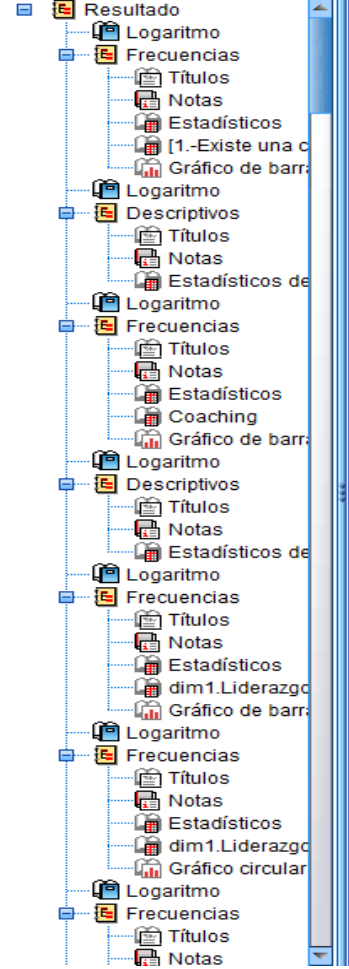 Resultado
Logaritmo
Frecuencias
Títulos
Notas
Estadísticos
[1.-Existe una c
Gráfico de barra
Logaritmo
Descriptivos
Títulos
Notas
Estadísticos de
Logaritmo
Frecuencias
Títulos
Notas
Estadísticos
Coaching
Gráfico de barra
Logaritmo
Descriptivos
Títulos
Notas
Estadísticos de
Logaritmo
Frecuencias
Títulos
Notas
Estadísticos
dim1.Liderazgo
Gráfico de barra
Logaritmo
Frecuencias
Títulos
Notas
Estadísticos
dim1.Liderazgo
Gráfico circular
Logaritmo
Frecuencias
Títulos
Notas